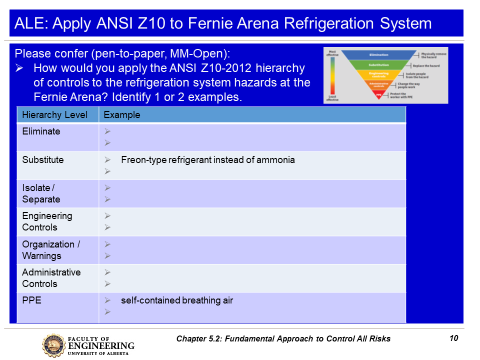 ALE: Apply ANSI Z10 to Fernie Arena Refrigeration System
Please confer (pen-to-paper, MM-Open):
➢ How would you apply the ANSI Z10-2012 hierarchy
of controls to the refrigeration system hazards at the
Fernie Arena? Identify 1 or 2 examples.
Hierarchy Level Example
Eliminate
Substitute ➢ Freon-type refrigerant instead of ammonia
Isolate /
Separate
Engineering
Controls
Organization /
Warnings
Administrative
Controls
PPE ➢ self-contained breathing air
FACULTY OF
ENGINEERING
UNIVERSITY OF ALBERTA
Chapter 5.2: Fundamental Approach to Control All Risks
10